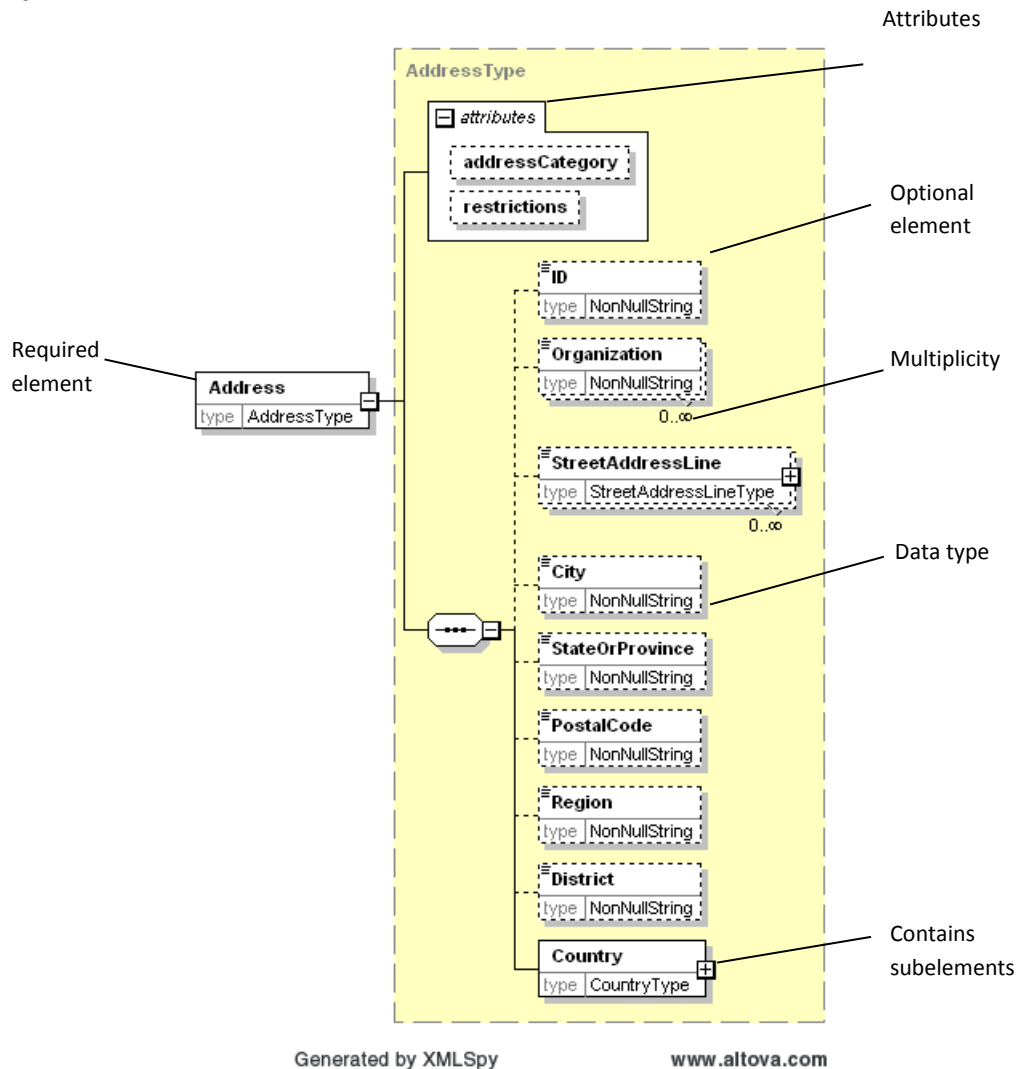 Attributes
AddressType
attributes
addressCategory
restrictions
Optional
element
ID
type NonNullString
Required
element
Organization
type NonNullString
Multiplicity
0..∞
Address
type AddressType
StreetAddressLine
type StreetAddressLineType
0..∞
Data type
City
type NonNullString
StateOrProvince
type NonNullString
PostalCode
type NonNullString
Region
type NonNullString
District
type NonNullString
Contains
subelements
Country
type CountryType
Generated by XMLSpy www.altova.com